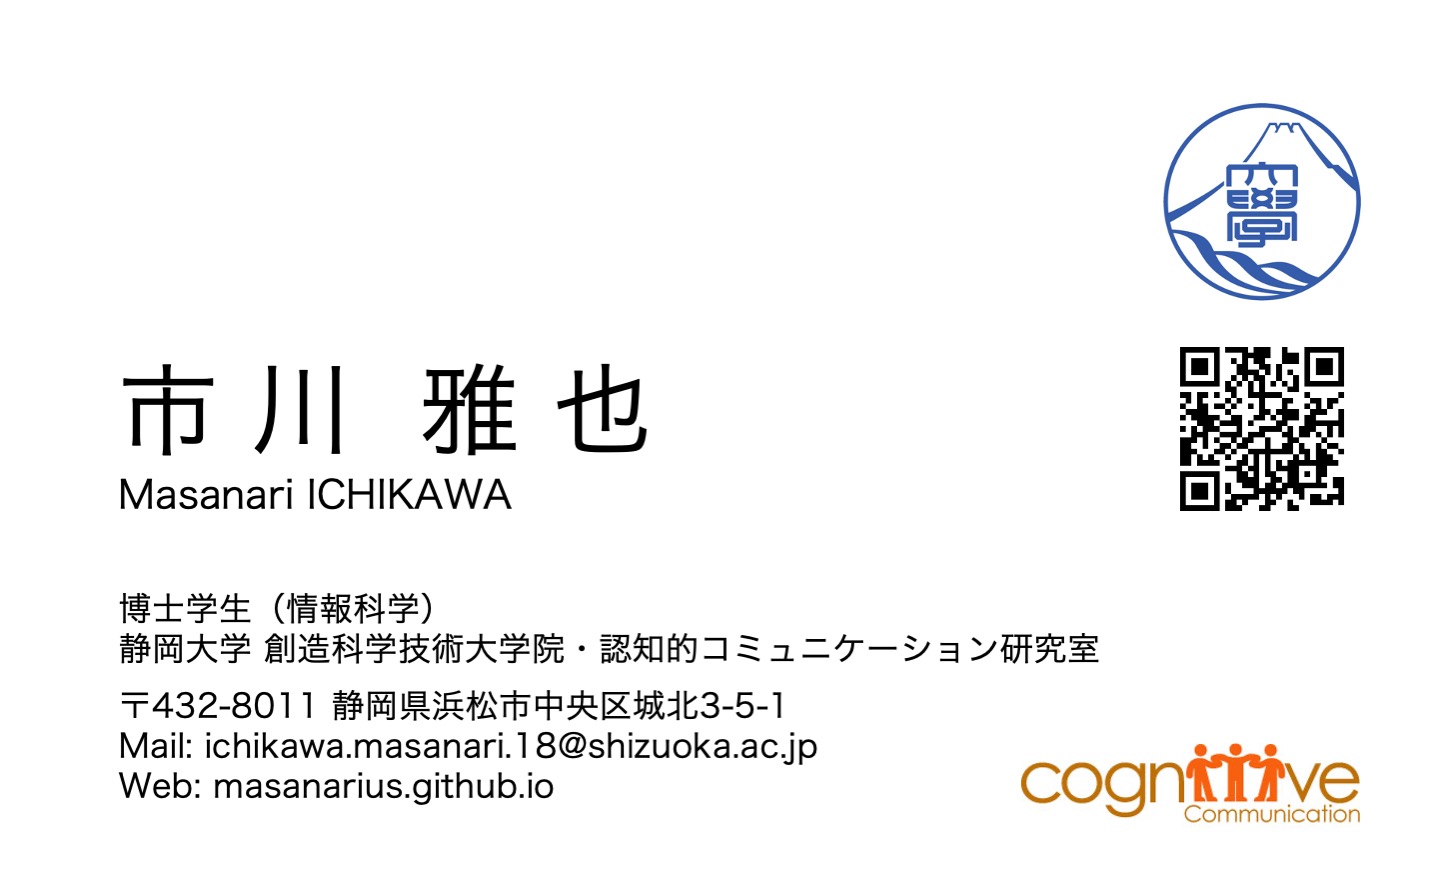 大學
市川 雅也
Masanari ICHIKAWA
博士学生（情報科学）
静岡大学 創造科学技術大学院・認知的コミュニケーション研究室
〒432-8011 静岡県浜松市中央区城北3-5-1
Mail: ichikawa.masanari.18@shizuoka.ac.jp
Web: masanarius.github.io
cognitive
Communication